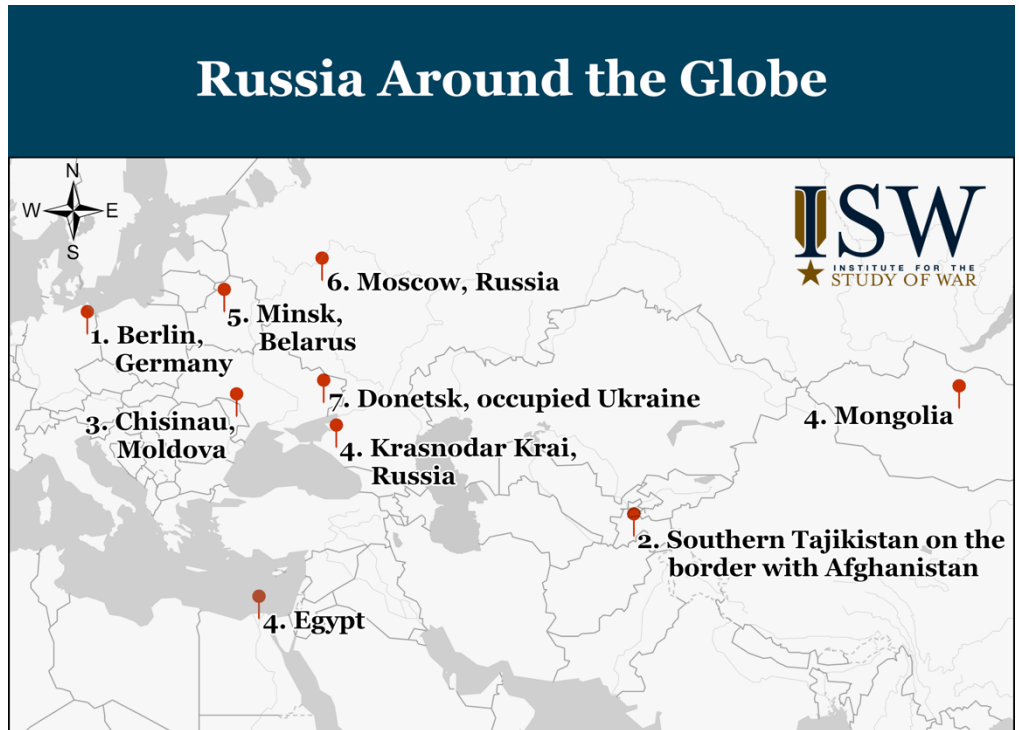 Russia Around the Globe
N
W E
S
ISW
INSTITUTE FOR THE
STUDY OF WAR
6. Moscow, Russia
5. Minsk,
Belarus
1. Berlin,
Germany
7. Donetsk, occupied Ukraine
4. Mongolia
3. Chisinau,
Moldova
4. Krasnodar Krai,
Russia
2. Southern Tajikistan on the
border with Afghanistan
4. Egypt